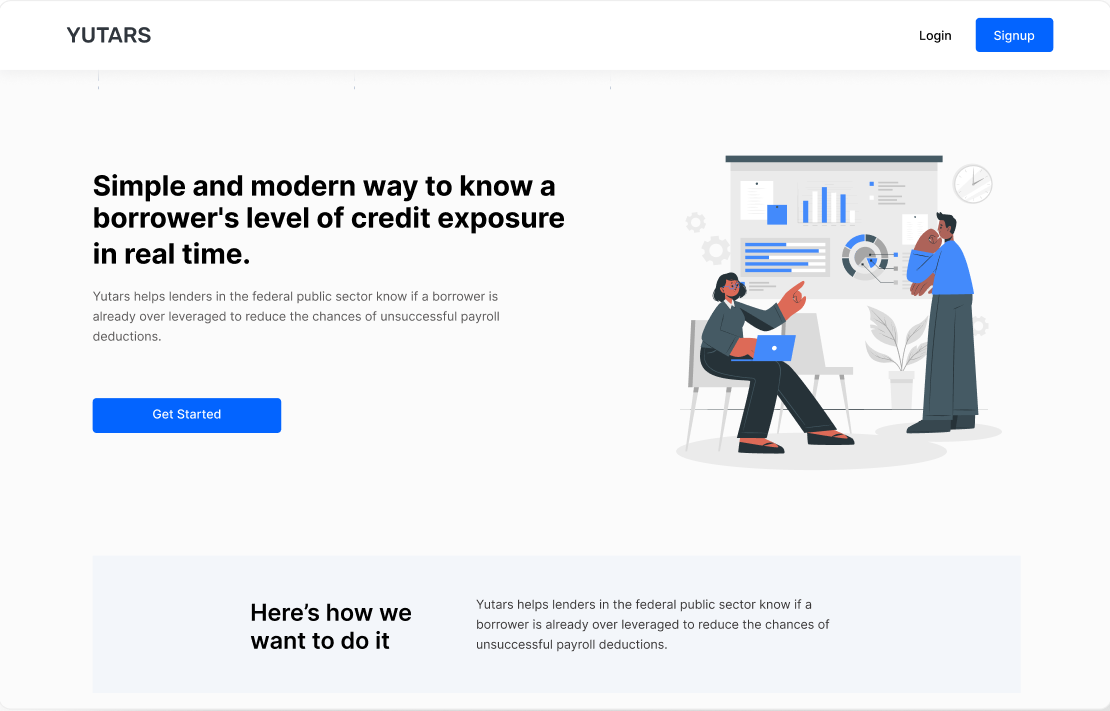 YUTARS
Login
Signup
Simple and modern way to know a
borrower's level of credit exposure
in real time.
Yutars helps lenders in the federal public sector know if a borrower is
already over leveraged to reduce the chances of unsuccessful payroll
deductions.
Get Started
Here’s how we
want to do it
Yutars helps lenders in the federal public sector know if a
borrower is already over leveraged to reduce the chances of
unsuccessful payroll deductions.